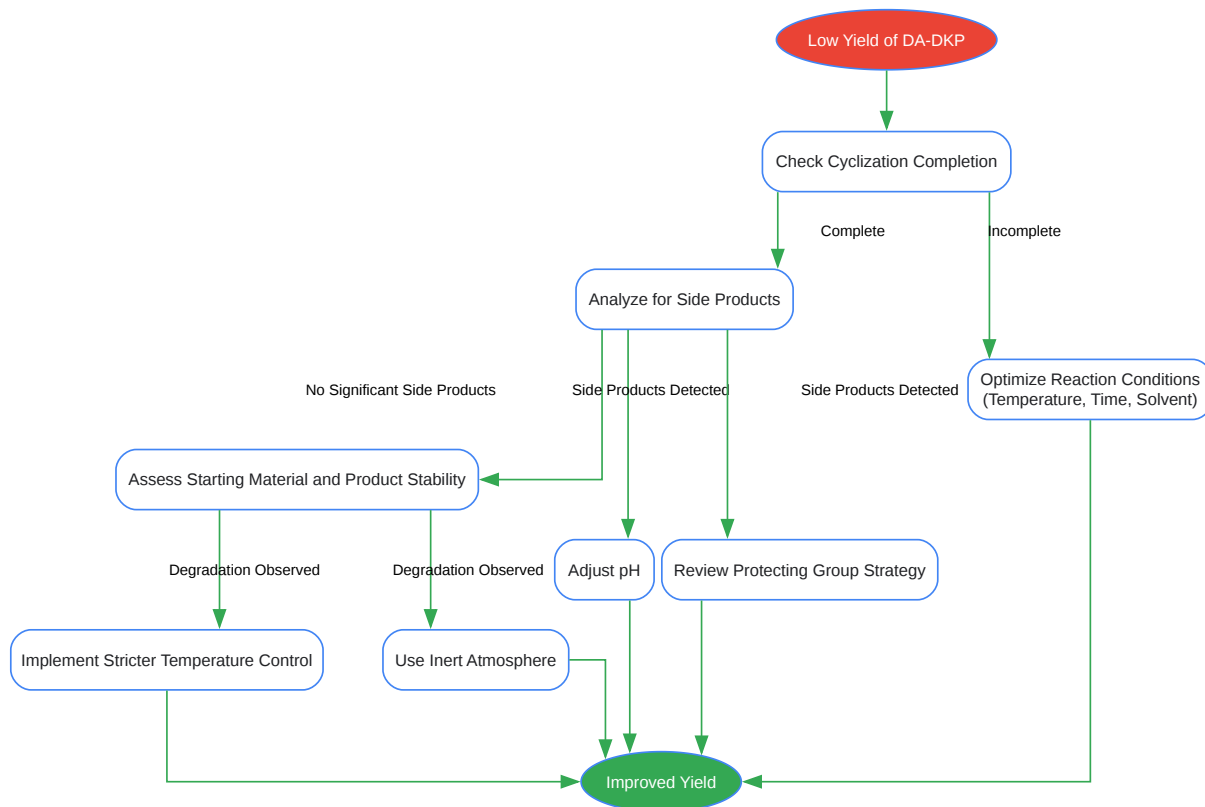 Low Yield of DA-DKP
Check Cyclization Completion
Complete
Incomplete
Analyze for Side Products
No Significant Side Products
Side Products Detected
Side Products Detected
Optimize Reaction Conditions
(Temperature, Time, Solvent)
Assess Starting Material and Product Stability
Degradation Observed
Degradation Observed
Adjust pH
Review Protecting Group Strategy
Implement Stricter Temperature Control
Use Inert Atmosphere
Improved Yield